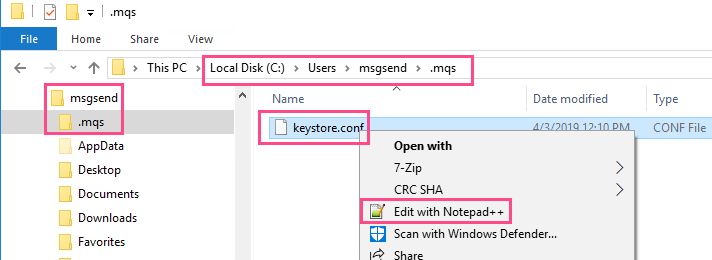 .mqs
File
Home
Share
View
This PC > Local Disk (C:) > Users > msgsend > .mqs
msgsend
.mqs
AppData
Desktop
Documents
Downloads
Favorites
Name
Date modified
Type
keystore.conf
4/3/2019 12:10 PM
CONF File
Open with
7-Zip
CRC SHA
Edit with Notepad++
Scan with Windows Defender...
Share